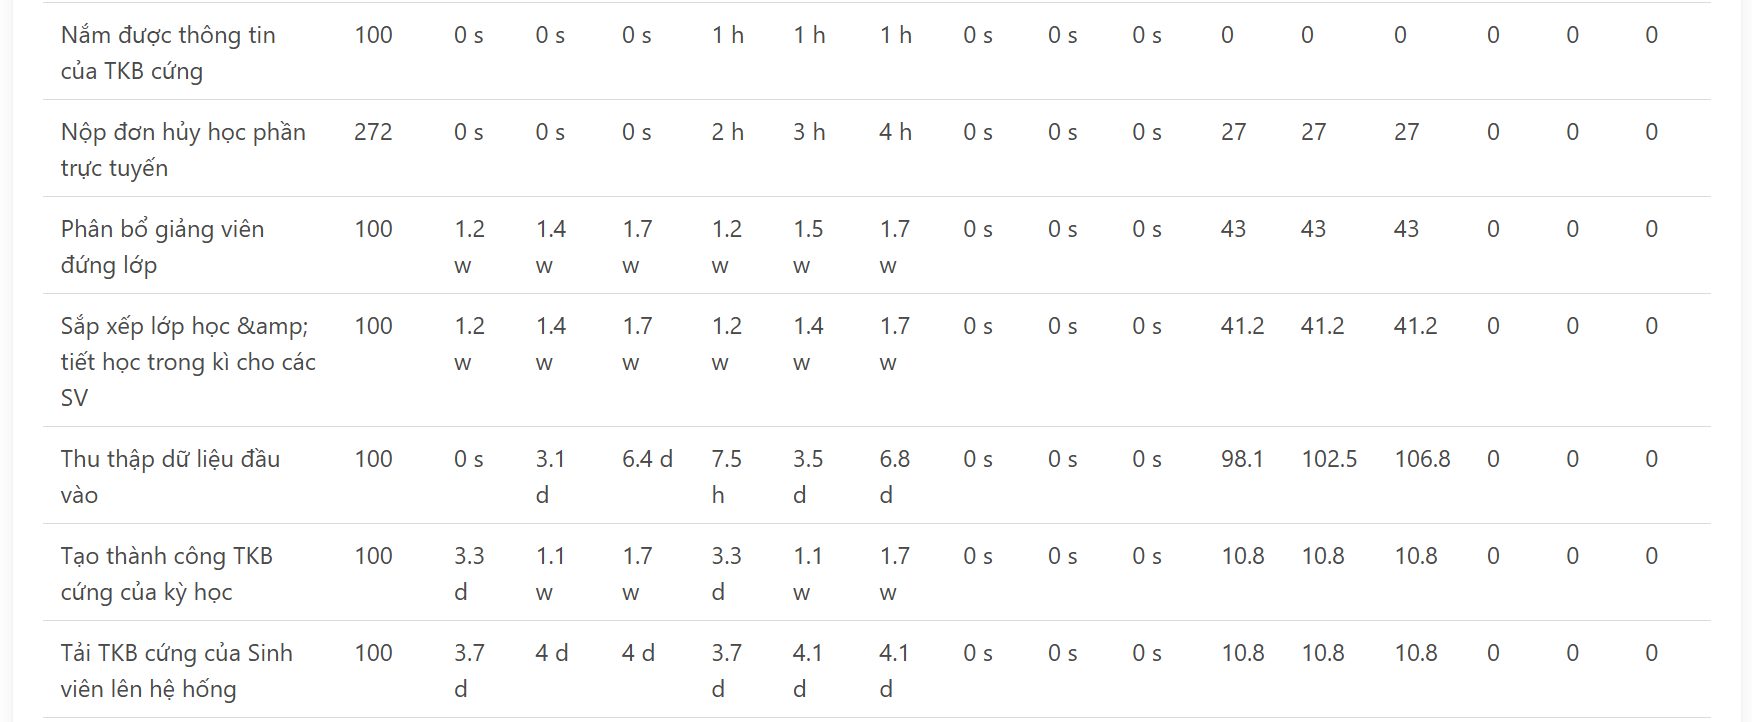 Nắm được thông tin 100 0 s 0 s 0 s 1 h 1 h 1 h 0 s 0 s 0 s 0 0 0 0 0 0
của TKB cứng
Nộp đơn hủy học phần 272 0 s 0 s 0 s 2 h 3 h 4 h 0 s 0 s 0 s 27 27 27 0 0 0
trực tuyến
Phân bổ giảng viên 100 1.2 1.4 1.7 1.2 1.5 1.7 0 s 0 s 0 s 43 43 43 0 0 0
đứng lớp w w w w w w
Sắp xếp lớp học &amp; 100 1.2 1.4 1.7 1.2 1.4 1.7 0 s 0 s 0 s 41.2 41.2 41.2 0 0 0
tiết học trong kì cho các w w w w w w
SV
Thu thập dữ liệu đầu 100 0 s 3.1 6.4 d 7.5 3.5 6.8 0 s 0 s 0 s 98.1 102.5 106.8 0 0 0
vào d h d d
Tạo thành công TKB 100 3.3 1.1 1.7 3.3 1.1 1.7 0 s 0 s 0 s 10.8 10.8 10.8 0 0 0
cứng của kỳ học d w w d w w
Tải TKB cứng của Sinh 100 3.7 4 d 4 d 3.7 4.1 4.1 0 s 0 s 0 s 10.8 10.8 10.8 0 0 0
viên lên hệ hống d d d d